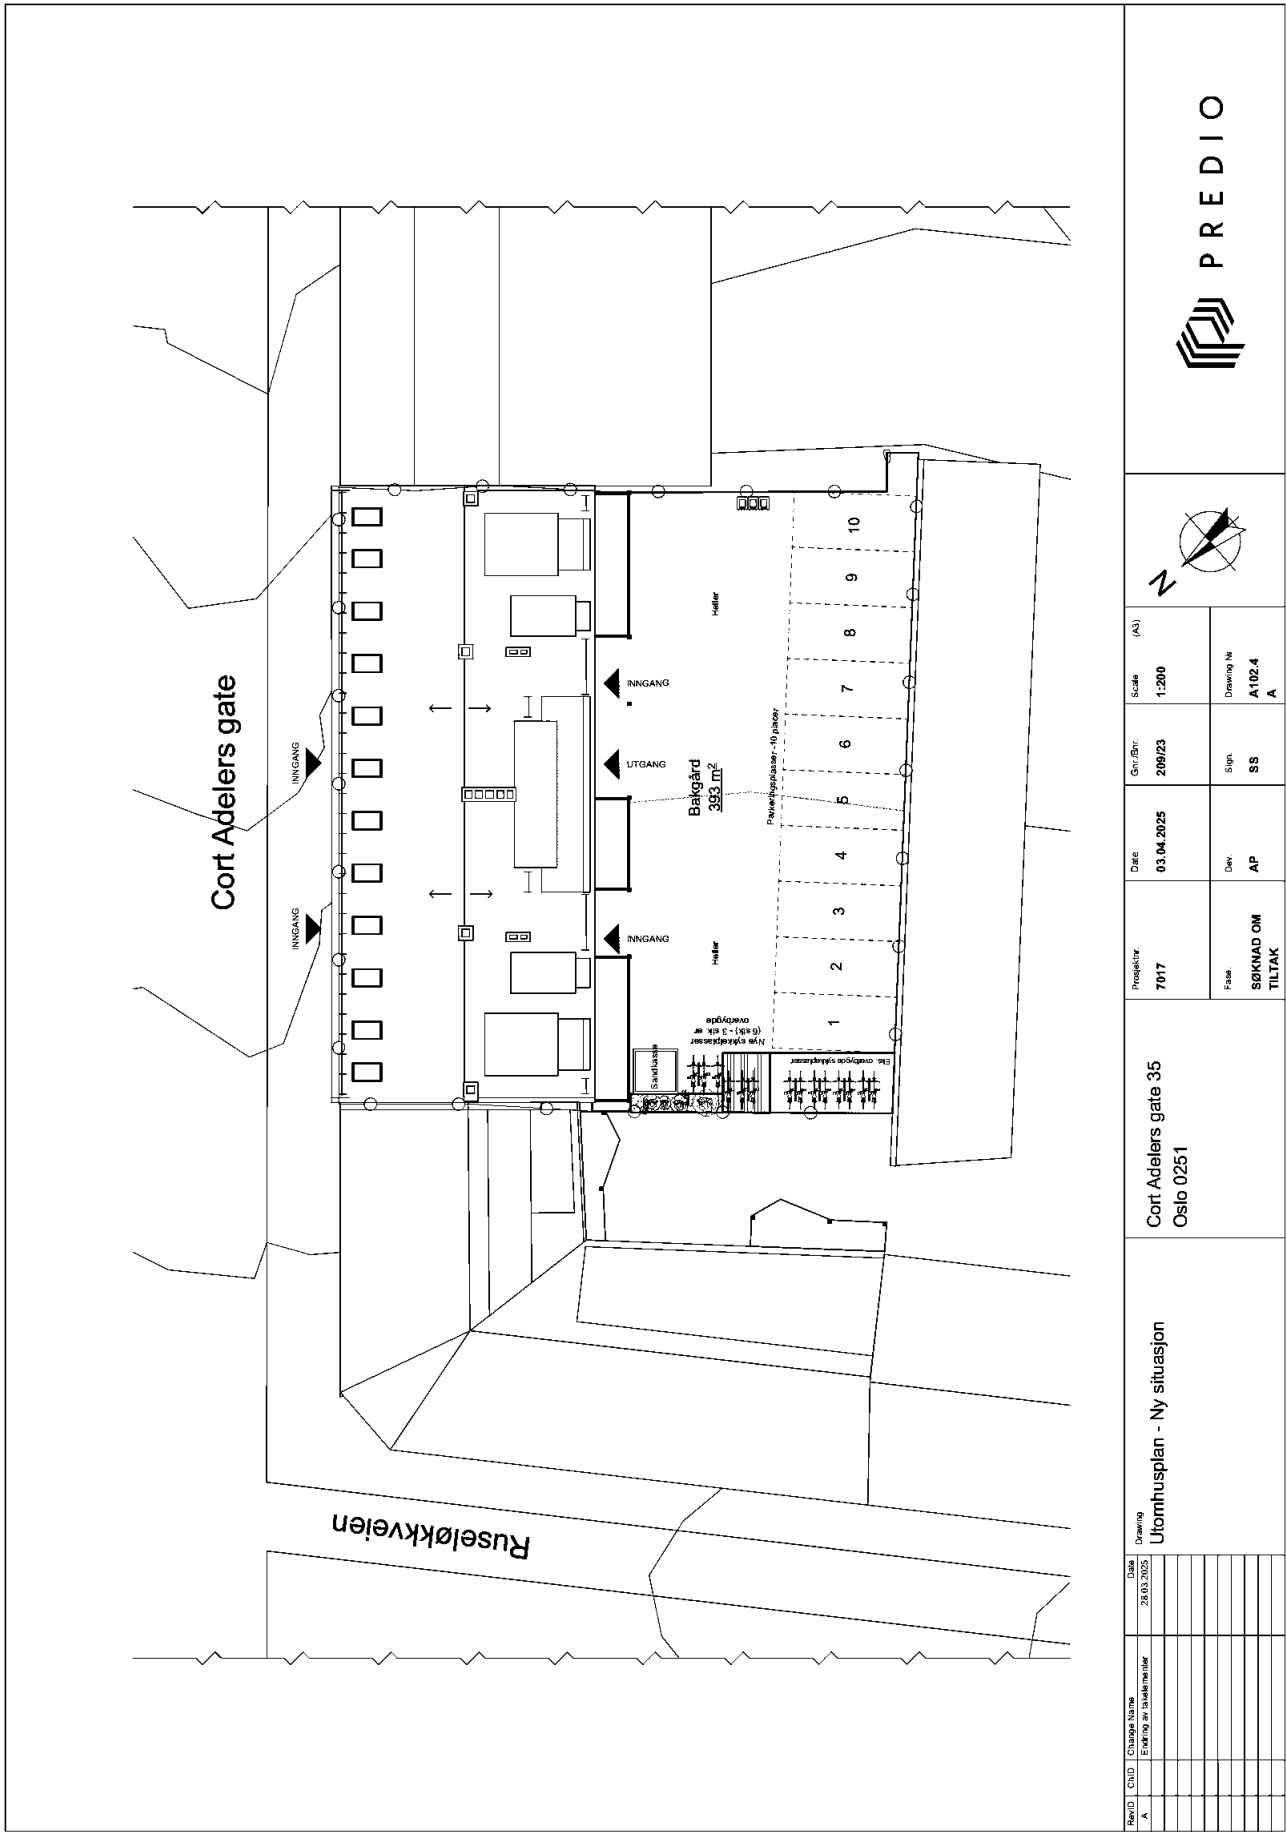 Cort Adelers gate
INNGANG
INNGANG
INNGANG
UTGANG
INNGANG
Bakgård
393 m²
Heller
Heller
Parkeringsplasser -10 plasser
1
2
3
4
5
6
7
8
9
10
Sandkasse
Nye sykkelplasser
(6 stk) - 3 stk. er
overbygde
Eks. overbygde sykkelplasser
Ruseløkkveien
PREDIO
N
RevID ChID Change Name Date
A Endring av takelementer 28.03.2025
Drawing
Utomhusplan - Ny situasjon
Cort Adelers gate 35
Oslo 0251
Prosjektnr.
7017
Date
03.04.2025
Gnr./Bnr.
209/23
Scale (A3)
1:200
Fase.
SØKNAD OM
TILTAK
AP
Sign.
SS
Drawing №
A102.4
A